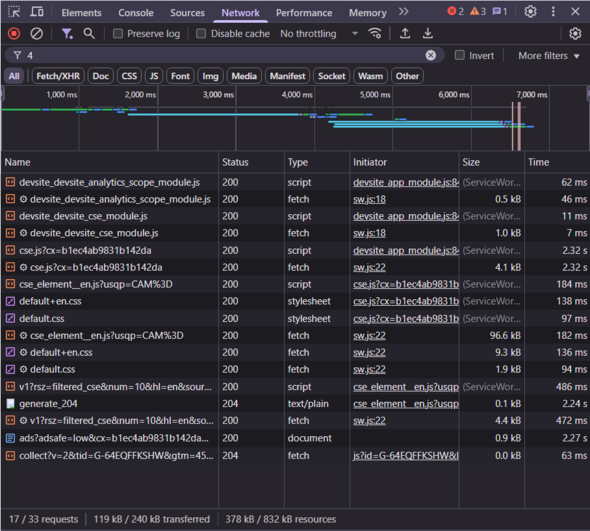 Elements Console Sources Network Performance Memory 2 3 1
Preserve log Disable cache No throttling
4 Invert More filters
All Fetch/XHR Doc CSS JS Font Img Media Manifest Socket Wasm Other
1,000 ms 2,000 ms 3,000 ms 4,000 ms 5,000 ms 6,000 ms 7,000 ms
Name Status Type Initiator Size Time
devsite_devsite_analytics_scope_module.js 200 script devsite_app_module.js:84 (ServiceWor... 62 ms
devsite_devsite_analytics_scope_module.js 200 fetch sw.js:18 0.5 kB 46 ms
devsite_devsite_cse_module.js 200 script devsite_app_module.js:84 (ServiceWor... 11 ms
devsite_devsite_cse_module.js 200 fetch sw.js:18 1.0 kB 7 ms
cse.js?cx=b1ec4ab9831b142da 200 script devsite_app_module.js:84 (ServiceWor... 2.32 s
cse.js?cx=b1ec4ab9831b142da 200 fetch sw.js:22 4.1 kB 2.32 s
cse_element__en.js?usqp=CAM%3D 200 script cse.js?cx=b1ec4ab9831b (ServiceWor... 184 ms
default+en.css 200 stylesheet cse.js?cx=b1ec4ab9831b (ServiceWor... 138 ms
default.css 200 stylesheet cse.js?cx=b1ec4ab9831b (ServiceWor... 97 ms
cse_element__en.js?usqp=CAM%3D 200 fetch sw.js:22 96.6 kB 182 ms
default+en.css 200 fetch sw.js:22 9.3 kB 136 ms
default.css 200 fetch sw.js:22 1.9 kB 94 ms
v1?rsz=filtered_cse&num=10&hl=en&sour... 200 script cse_element__en.js?usqp (ServiceWor... 486 ms
generate_204 204 text/plain cse_element__en.js?usqp 0.1 kB 2.24 s
v1?rsz=filtered_cse&num=10&hl=en&so... 200 fetch sw.js:22 4.4 kB 472 ms
ads?adsafe=low&cx=b1ec4ab9831b142da... 200 document 0.9 kB 2.27 s
collect?v=2&tid=G-64EQFFKSHW&gtm=45... 204 fetch js?id=G-64EQFFKSHW&l 0.0 kB 63 ms
17 / 33 requests 119 kB / 240 kB transferred 378 kB / 832 kB resources